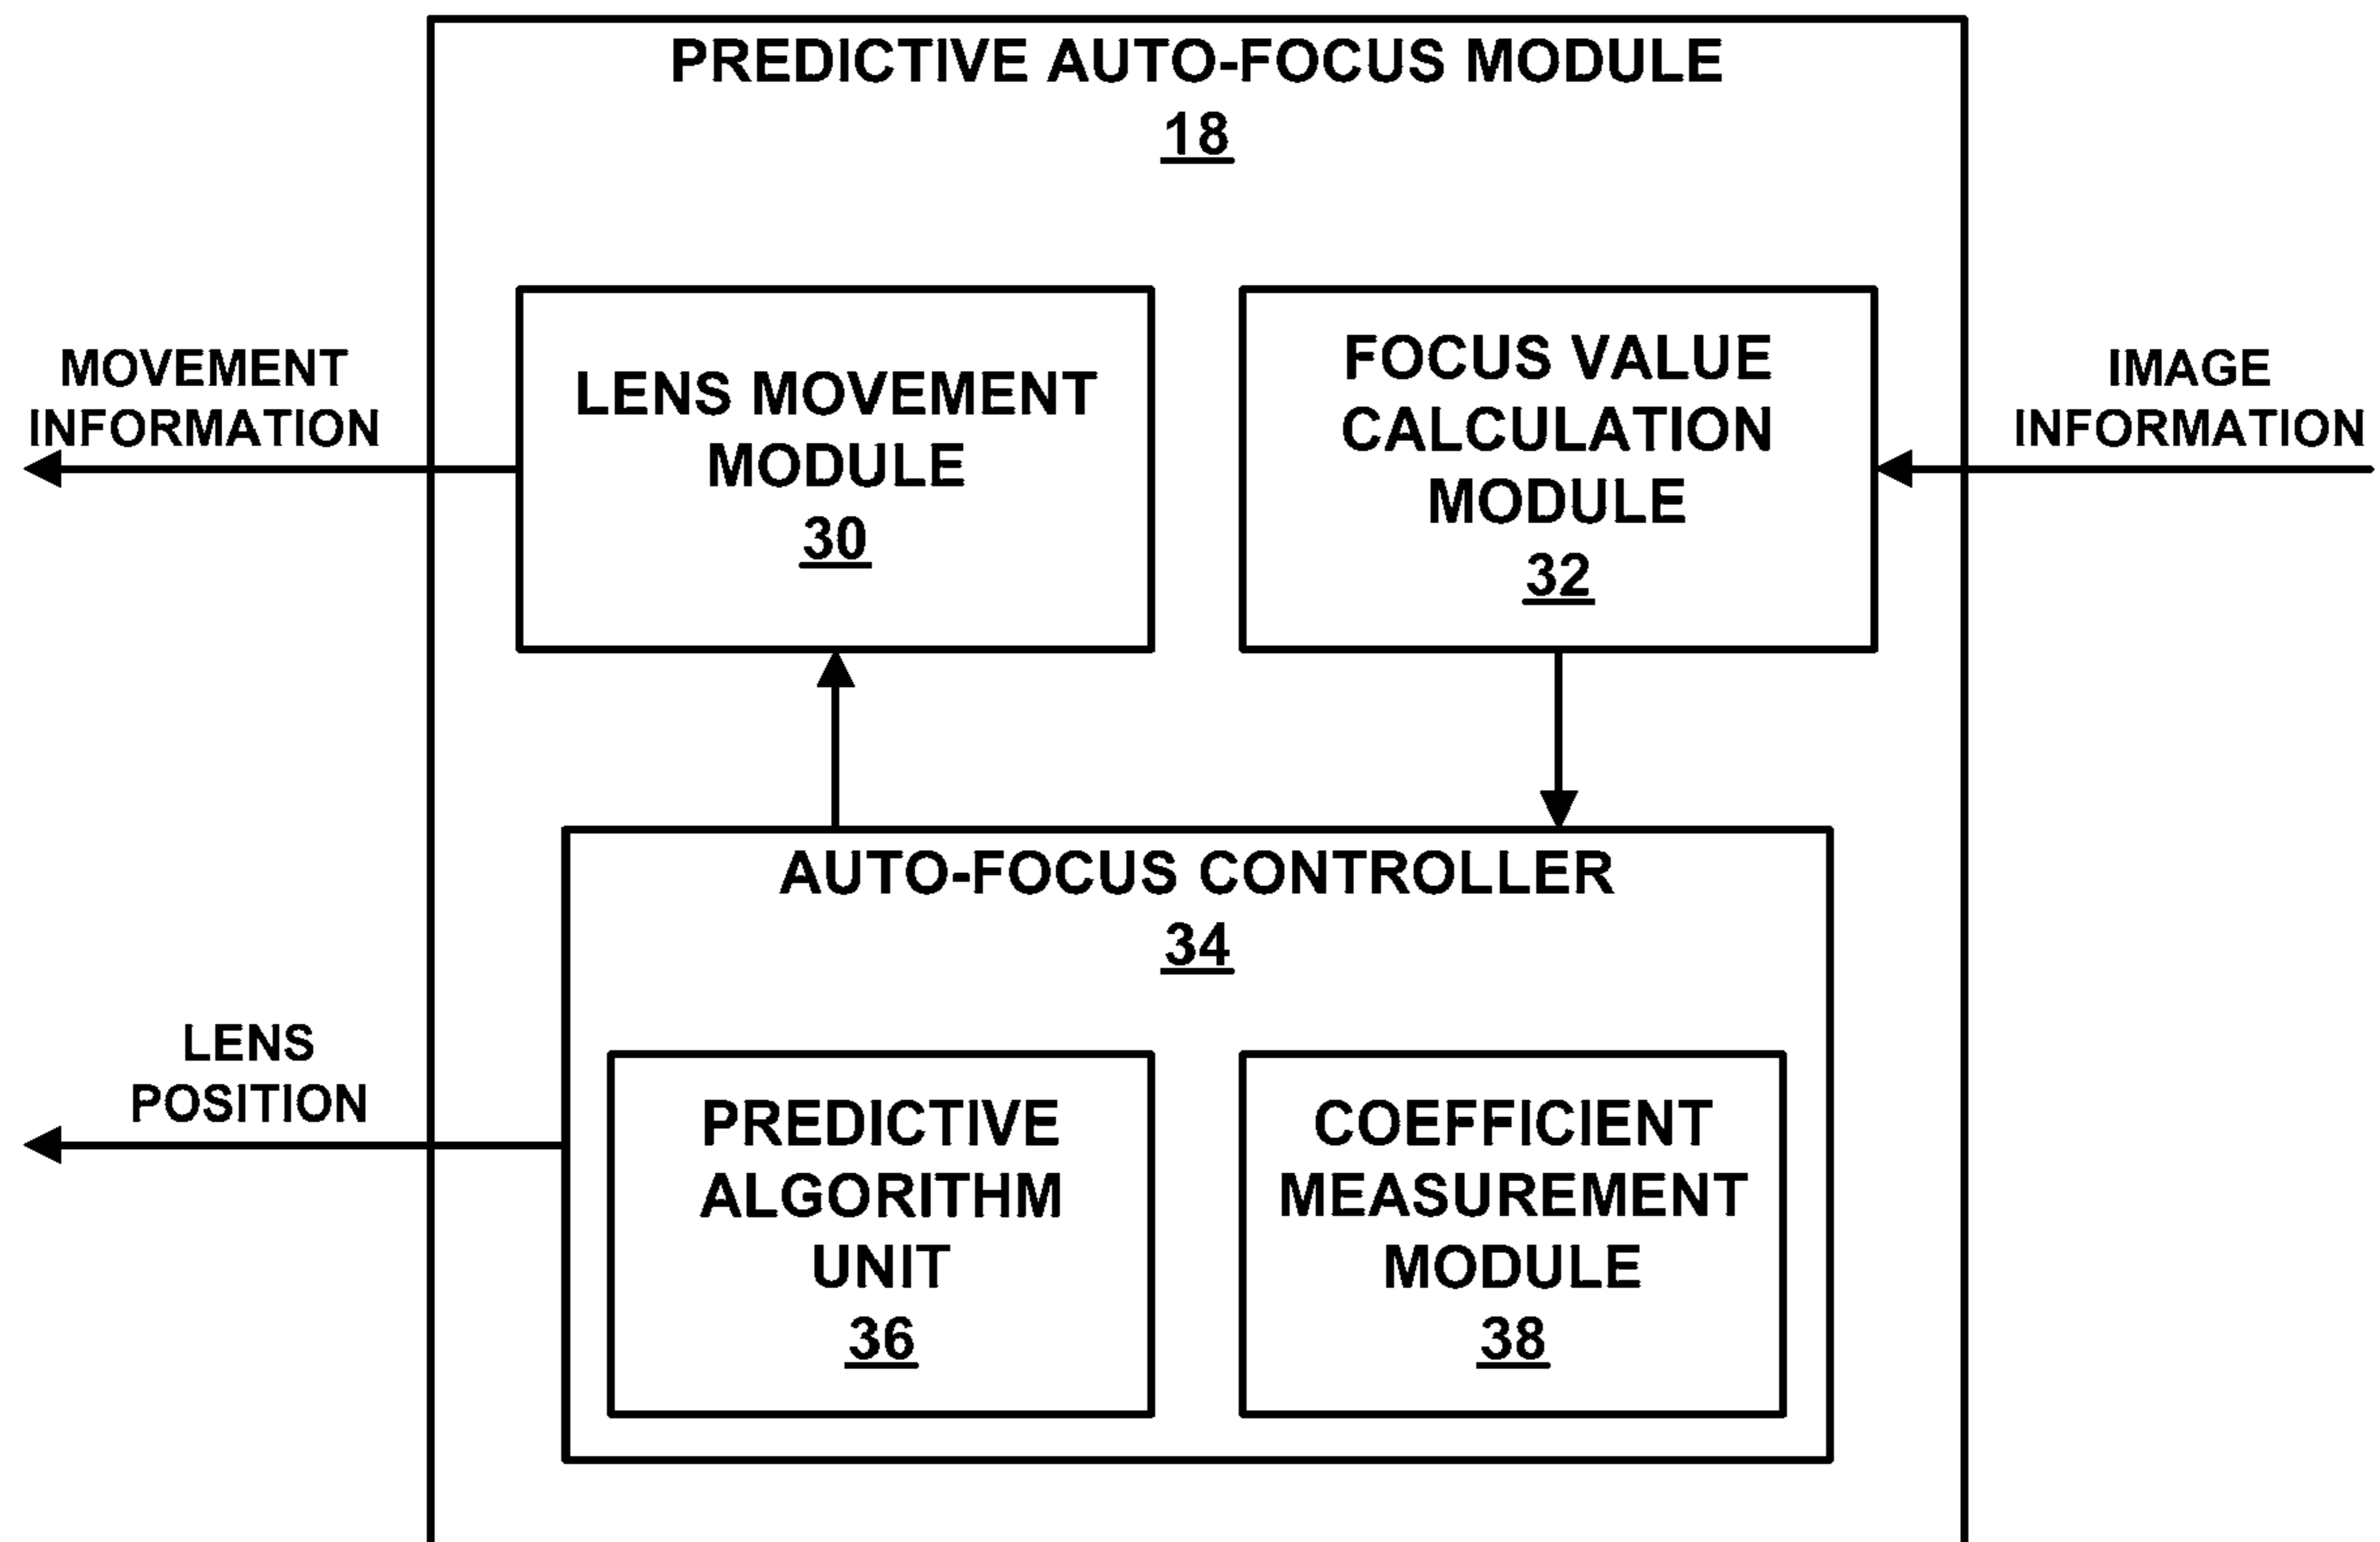 PREDICTIVE AUTO-FOCUS MODULE
18
MOVEMENT
INFORMATION
LENS MOVEMENT
MODULE
30
FOCUS VALUE
CALCULATION
MODULE
32
IMAGE
INFORMATION
AUTO-FOCUS CONTROLLER
34
LENS
POSITION
PREDICTIVE
ALGORITHM
UNIT
36
COEFFICIENT
MEASUREMENT
MODULE
38